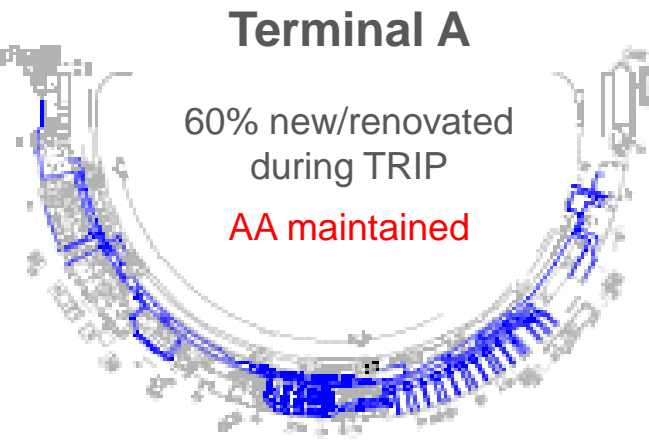 Terminal A
60% new/renovated
during TRIP
AA maintained